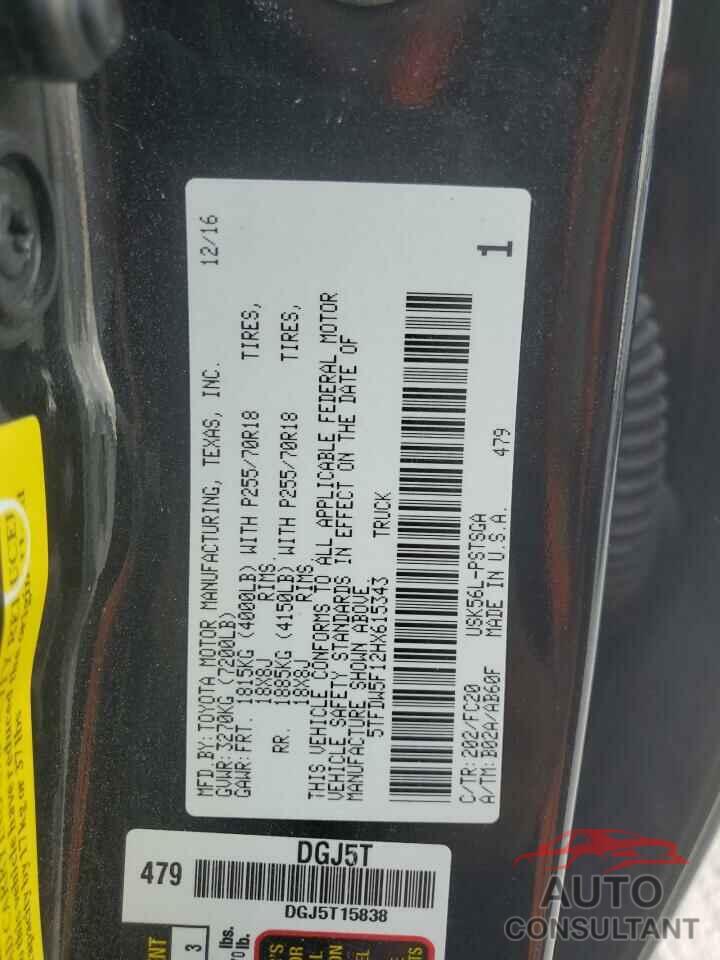 MFD.BY:TOYOTA MOTOR MANUFACTURING, TEXAS, INC. 12/16
GVWR:3270KG (7200LB)
GAWR:FRT. 1815KG (4000LB) WITH P255/70R18 TIRES,
18X8J RIMS,
RR. 1885KG (4150LB) WITH P255/70R18 TIRES,
18X8J RIMS.
THIS VEHICLE CONFORMS TO ALL APPLICABLE FEDERAL MOTOR
VEHICLE SAFETY STANDARDS IN EFFECT ON THE DATE OF
MANUFACTURE SHOWN ABOVE.
5TFDW5F12HX615343 TRUCK
C/TR:202/FC20 USK56L-PSTSGA 479
A/TM:B02A/AB60F MADE IN U.S.A.
1
479
DGJ5T
DGJ5T15838
3
lbs.
AUTO
CONSULTANT